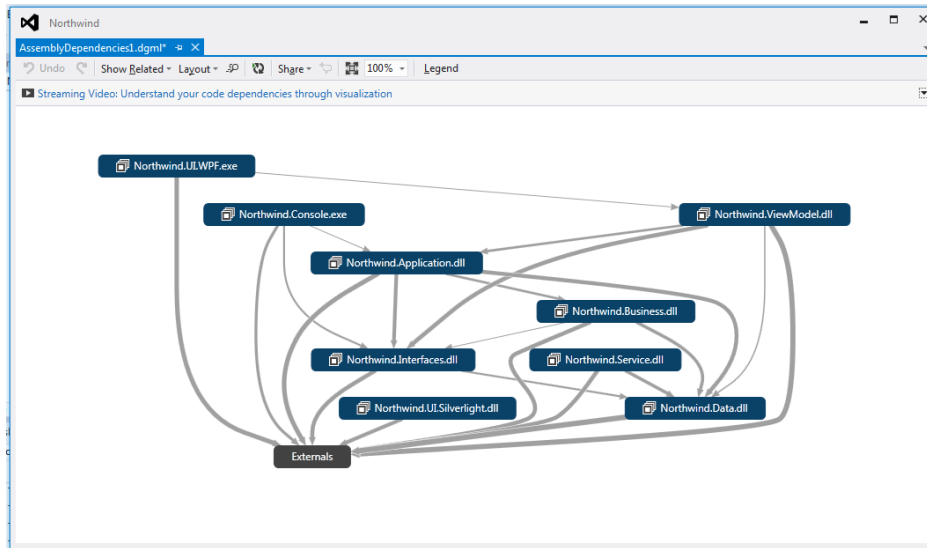 Northwind
AssemblyDependencies1.dgml*
Undo Show Related Layout Share 100% Legend
Streaming Video: Understand your code dependencies through visualization
Northwind.UI.WPF.exe
Northwind.Console.exe
Northwind.ViewModel.dll
Northwind.Application.dll
Northwind.Business.dll
Northwind.Interfaces.dll
Northwind.Service.dll
Northwind.UI.Silverlight.dll
Northwind.Data.dll
Externals